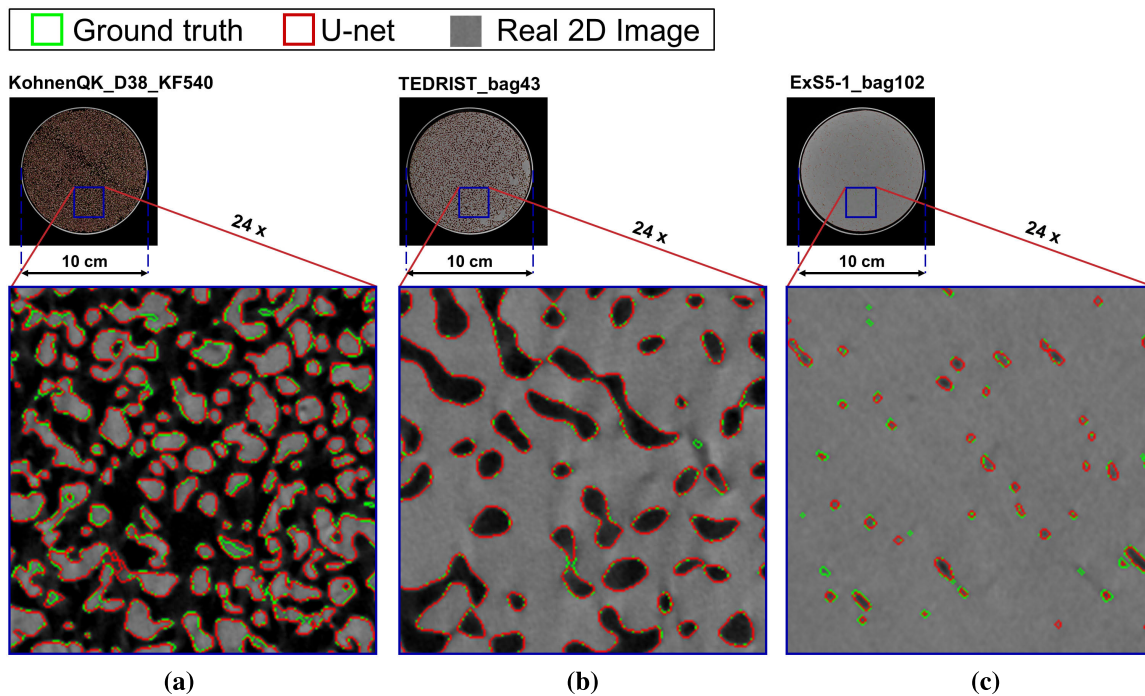 Ground truth U-net Real 2D Image
KohnenQK_D38_KF540 TEDRIST_bag43 ExS5-1_bag102
24 x 24 x 24 x
10 cm 10 cm 10 cm
(a) (b) (c)